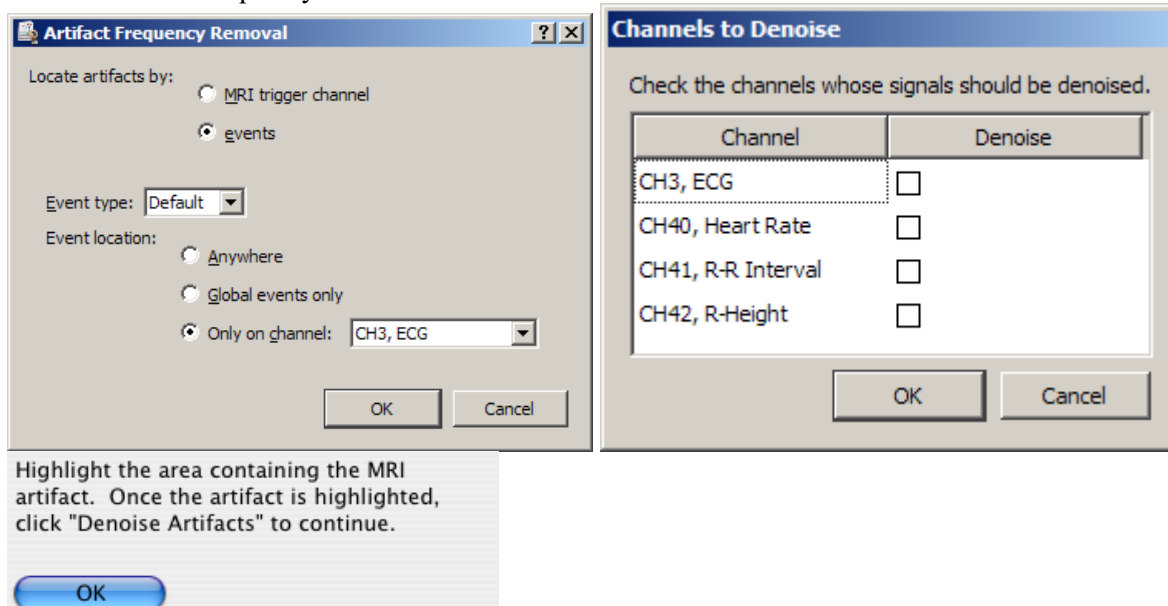 Artifact Frequency Removal
Locate artifacts by:
MRI trigger channel
events
Event type: Default
Event location:
Anywhere
Global events only
Only on channel: CH3, ECG
OK Cancel
Channels to Denoise
Check the channels whose signals should be denoised.
Channel Denoise
CH3, ECG
CH40, Heart Rate
CH41, R-R Interval
CH42, R-Height
OK Cancel
Highlight the area containing the MRI
artifact. Once the artifact is highlighted,
click "Denoise Artifacts" to continue.
OK